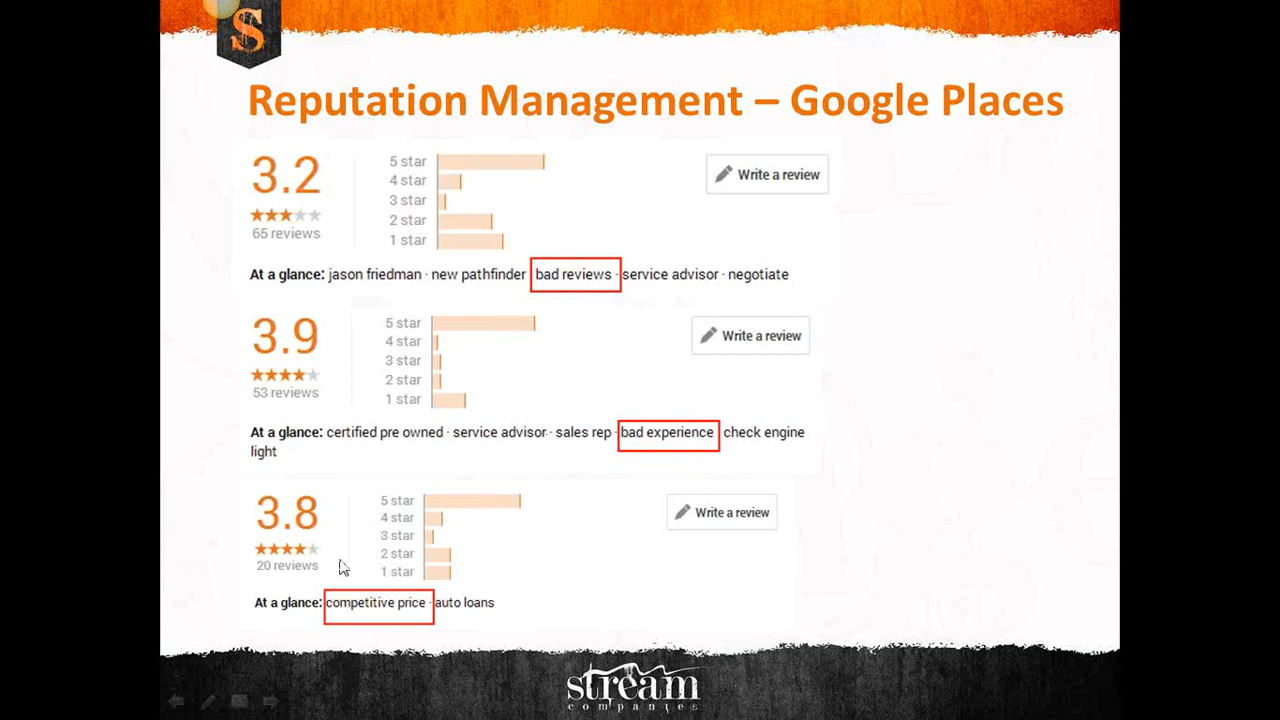 S
Reputation Management – Google Places
3.2
65 reviews
5 star
4 star
3 star
2 star
1 star
Write a review
At a glance: jason friedman · new pathfinder · bad reviews · service advisor · negotiate
3.9
53 reviews
5 star
4 star
3 star
2 star
1 star
Write a review
At a glance: certified pre owned · service advisor · sales rep · bad experience · check engine
light
3.8
20 reviews
5 star
4 star
3 star
2 star
1 star
Write a review
At a glance: competitive price · auto loans
stream
companies